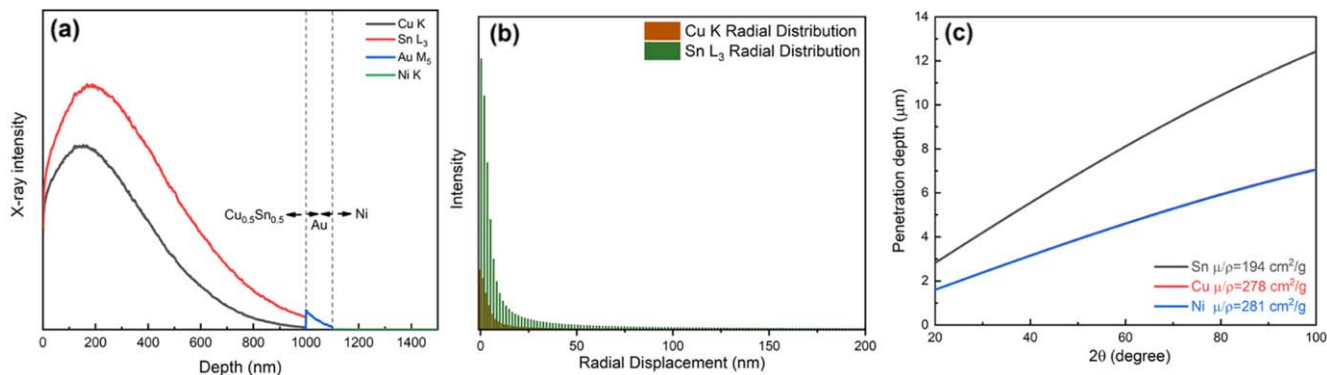 (a)
Cu K
Sn L₃
Au M₅
Ni K
X-ray intensity
Cu₀.₅Sn₀.₅
Au
Ni
0 200 400 600 800 1000 1200 1400
Depth (nm)
(b)
Cu K Radial Distribution
Sn L₃ Radial Distribution
Intensity
0 50 100 150 200
Radial Displacement (nm)
(c)
Penetration depth (μm)
14
12
10
8
6
4
2
0
Sn μ/ρ=194 cm²/g
Cu μ/ρ=278 cm²/g
Ni μ/ρ=281 cm²/g
20 40 60 80 100
2θ (degree)